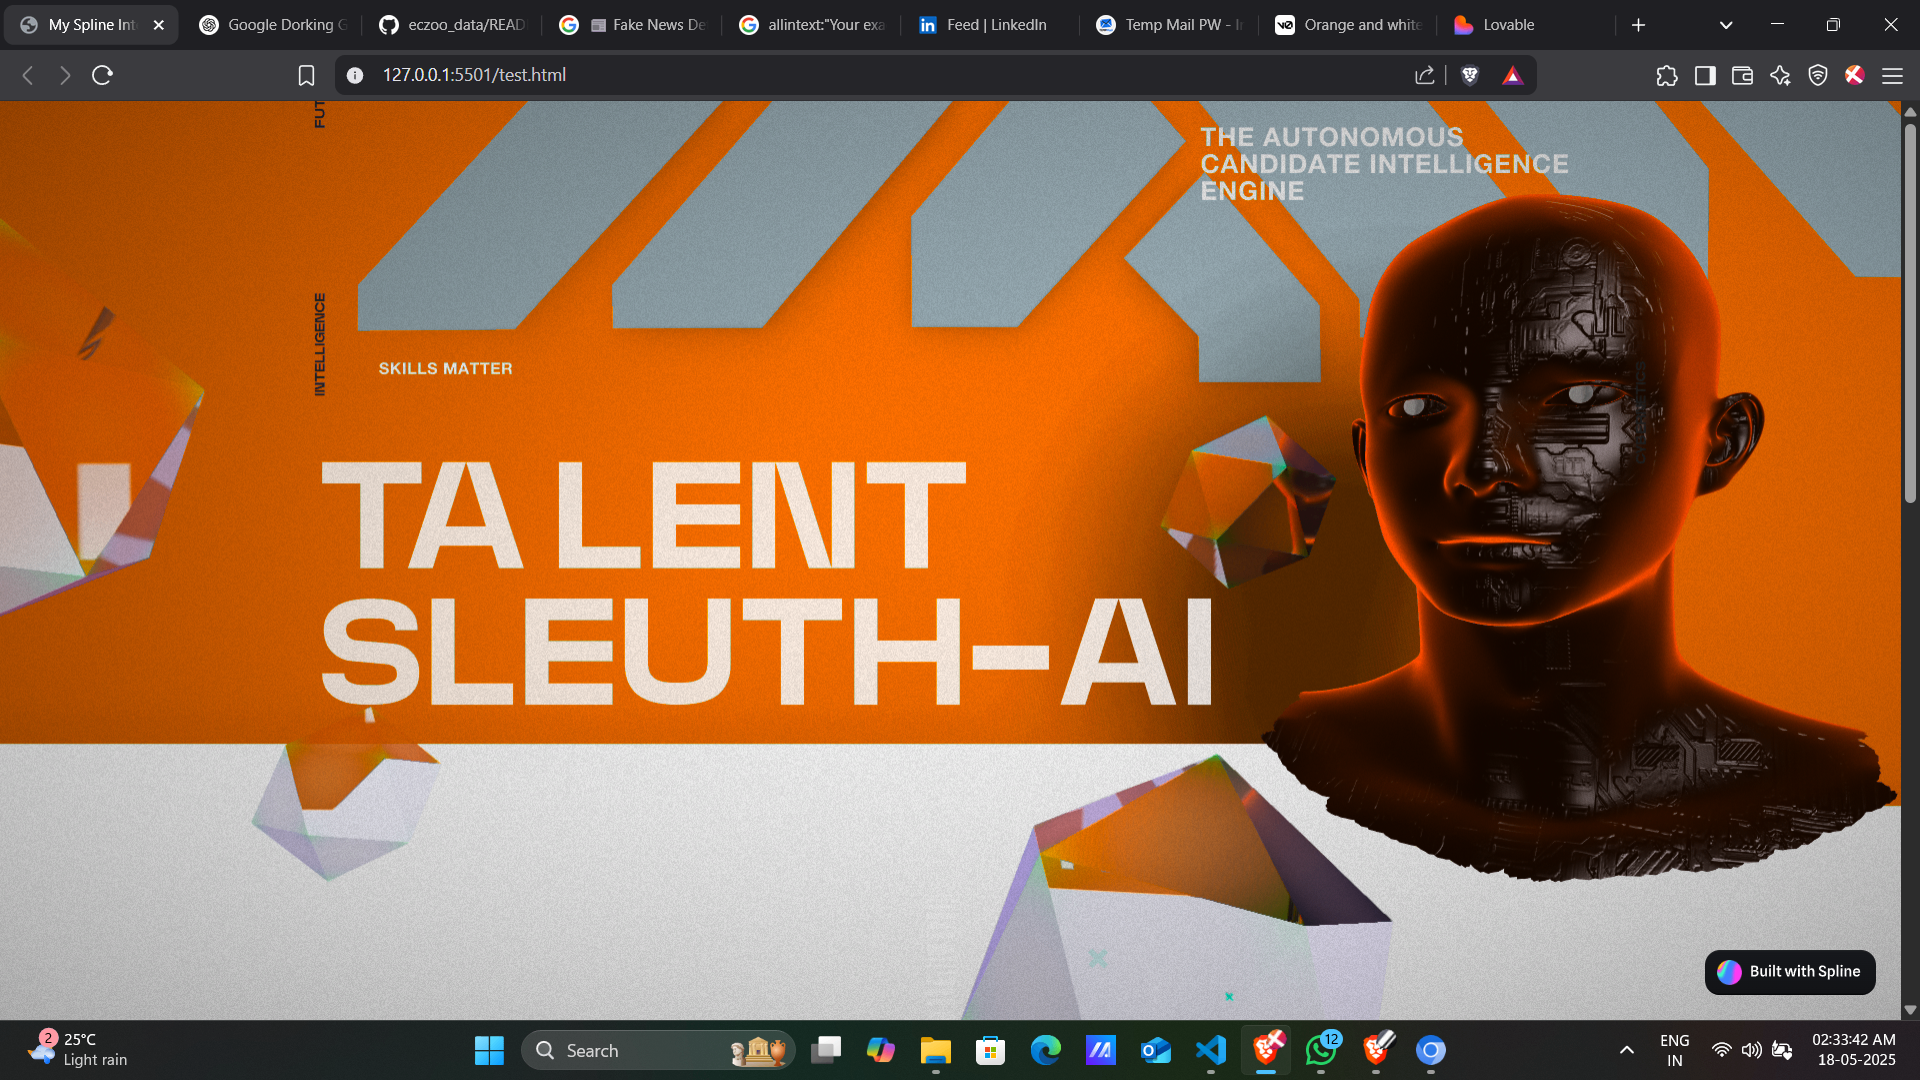 My Spline Int
Google Dorking G
eczoo_data/READ
Fake News De
allintext:"Your exa
Feed | LinkedIn
Temp Mail PW - I
Orange and white
Lovable
127.0.0.1:5501/test.html
FUT
THE AUTONOMOUS
CANDIDATE INTELLIGENCE
ENGINE
INTELLIGENCE
SKILLS MATTER
TA LENT
SLEUTH-AI
Built with Spline
2
25°C
Light rain
Search
12
ENG
IN
02:33:42 AM
18-05-2025